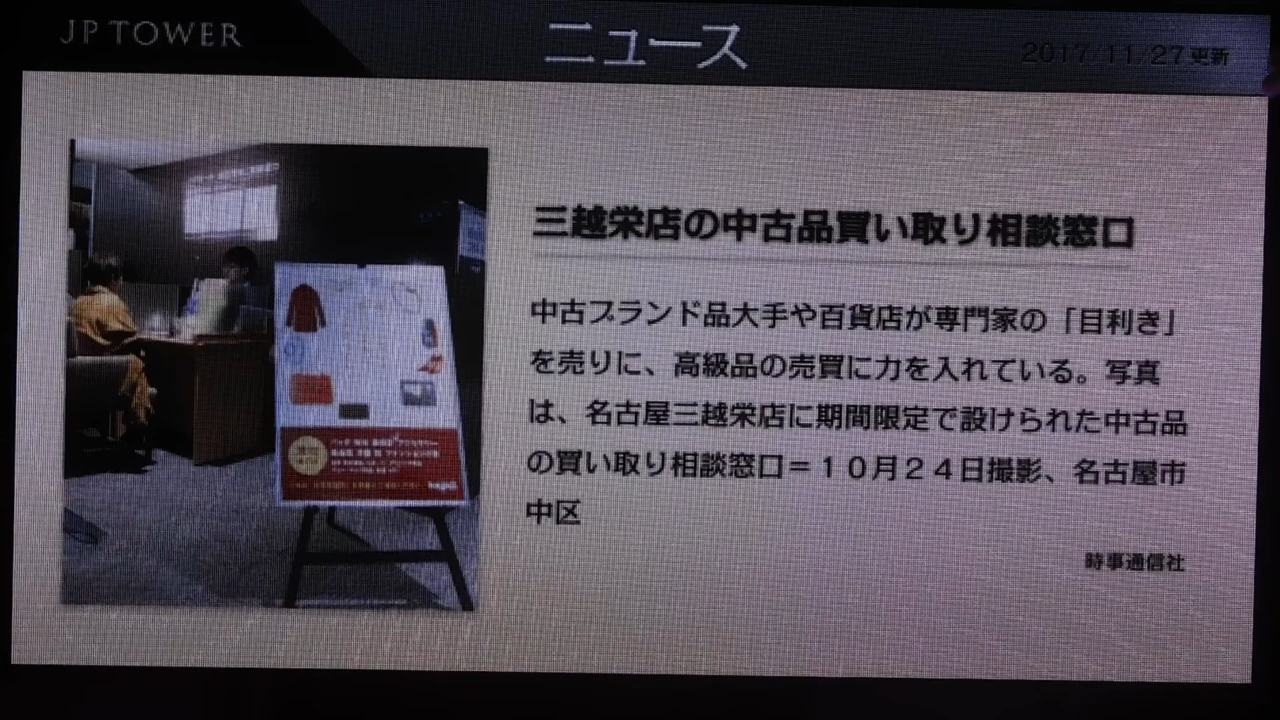 JP TOWER
ニュース
2017/11/27更新
三越栄店の中古品買い取り相談窓口
中古ブランド品大手や百貨店が専門家の「目利き」
を売りに、高級品の売買に力を入れている。写真
は、名古屋三越栄店に期間限定で設けられた中古品
の買い取り相談窓口＝１０月２４日撮影、名古屋市
中区
時事通信社